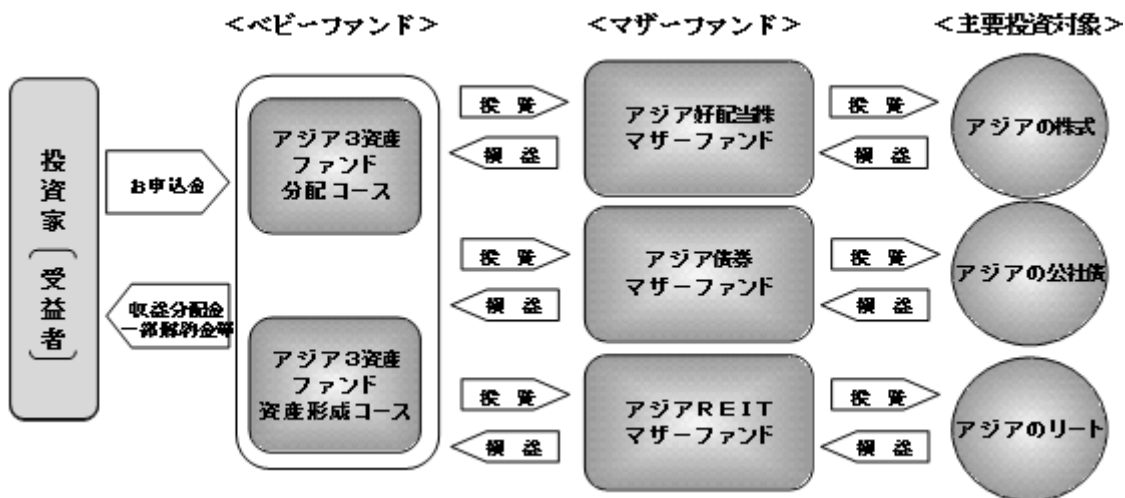 ＜ベビーファンド＞
＜マザーファンド＞
＜主要投資対象＞
投資家
（受益者）
お申込金
収益分配金
一部解約金等
アジア３資産
ファンド
分配コース
アジア３資産
ファンド
資産形成コース
投資
損益
投資
損益
投資
損益
アジア好配当株
マザーファンド
アジア債券
マザーファンド
アジアＲＥＩＴ
マザーファンド
投資
損益
投資
損益
投資
損益
アジアの株式
アジアの公社債
アジアのリート